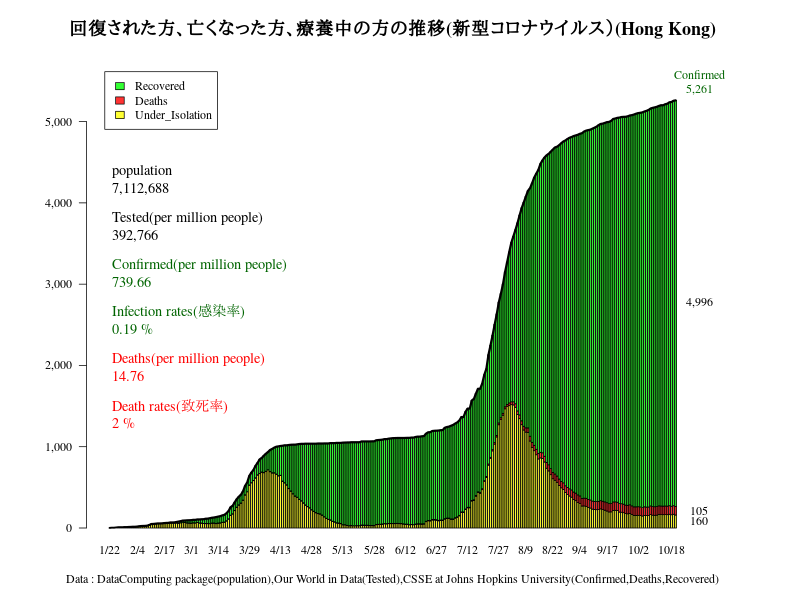 回復された方、亡くなった方、療養中の方の推移(新型コロナウイルス）(Hong Kong)
Confirmed
5,261
Recovered
Deaths
Under_Isolation
5,000
4,000
3,000
2,000
1,000
0
population
7,112,688
Tested(per million people)
392,766
Confirmed(per million people)
739.66
Infection rates(感染率)
0.19 %
Deaths(per million people)
14.76
Death rates(致死率)
2 %
4,996
105
160
1/22 2/4 2/17 3/1 3/14 3/29 4/13 4/28 5/13 5/28 6/12 6/27 7/12 7/27 8/9 8/22 9/4 9/17 10/2 10/18
Data : DataComputing package(population),Our World in Data(Tested),CSSE at Johns Hopkins University(Confirmed,Deaths,Recovered)